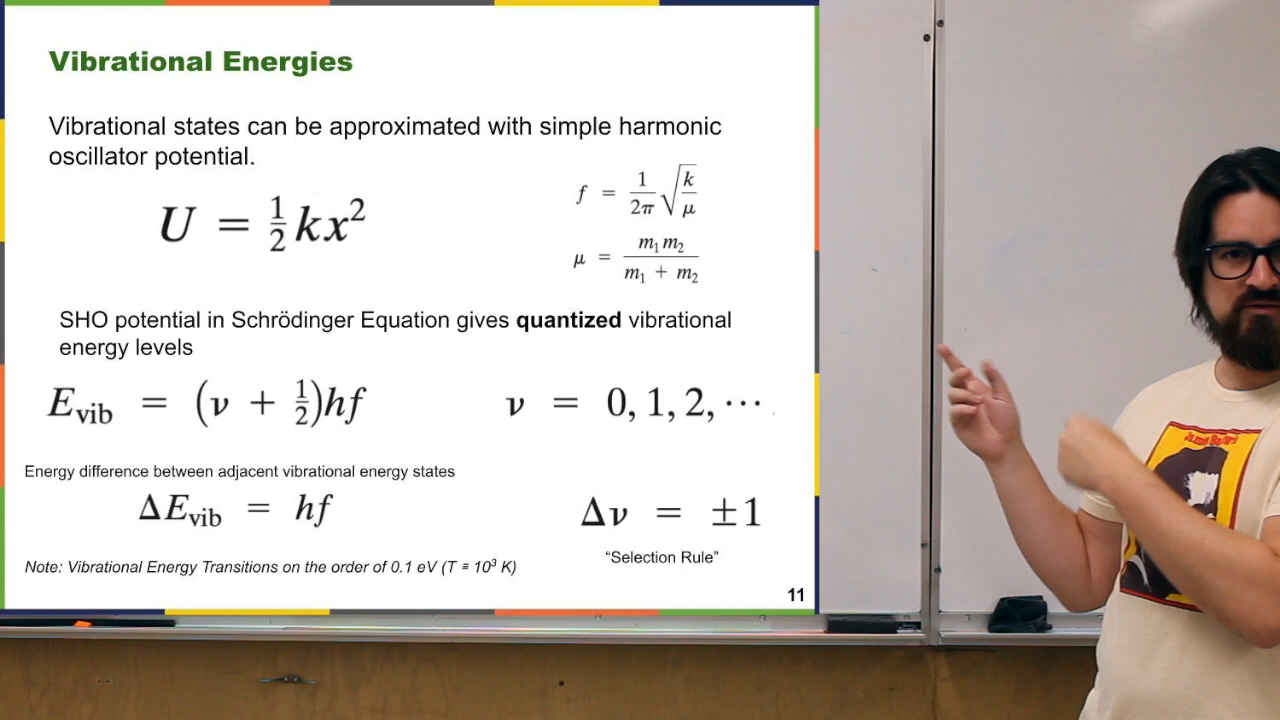 Vibrational Energies
Vibrational states can be approximated with simple harmonic
oscillator potential.
U = ½kx²
f = 1/2π √k/μ
μ = m₁m₂/m₁ + m₂
SHO potential in Schrödinger Equation gives quantized vibrational
energy levels
E_vib = (ν + ½)hf
ν = 0, 1, 2, ⋯
Energy difference between adjacent vibrational energy states
ΔE_vib = hf
Δν = ±1
"Selection Rule"
Note: Vibrational Energy Transitions on the order of 0.1 eV (T ≅ 10³ K)
11